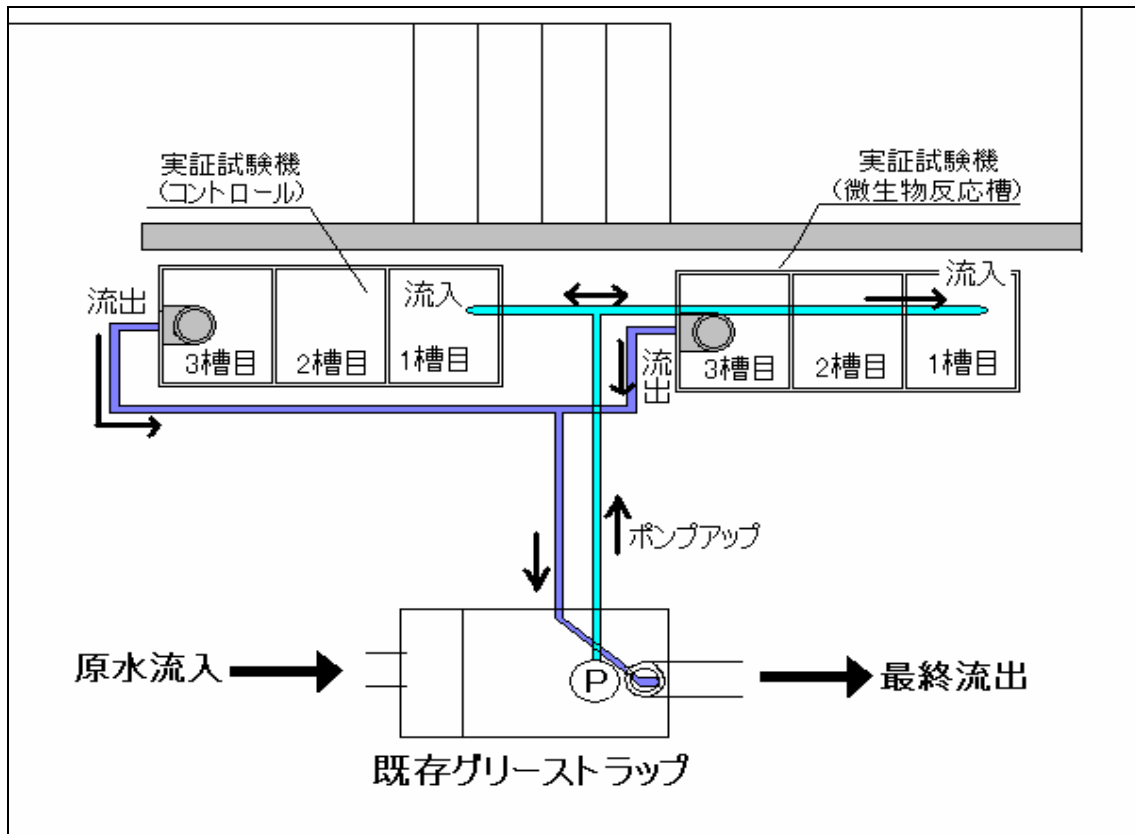 実証試験機
(コントロール)
実証試験機
(微生物反応槽)
流出
流入
流入
3槽目
2槽目
1槽目
流
出
3槽目
2槽目
1槽目
ポンプアップ
原水流入
P
最終流出
既存グリーストラップ